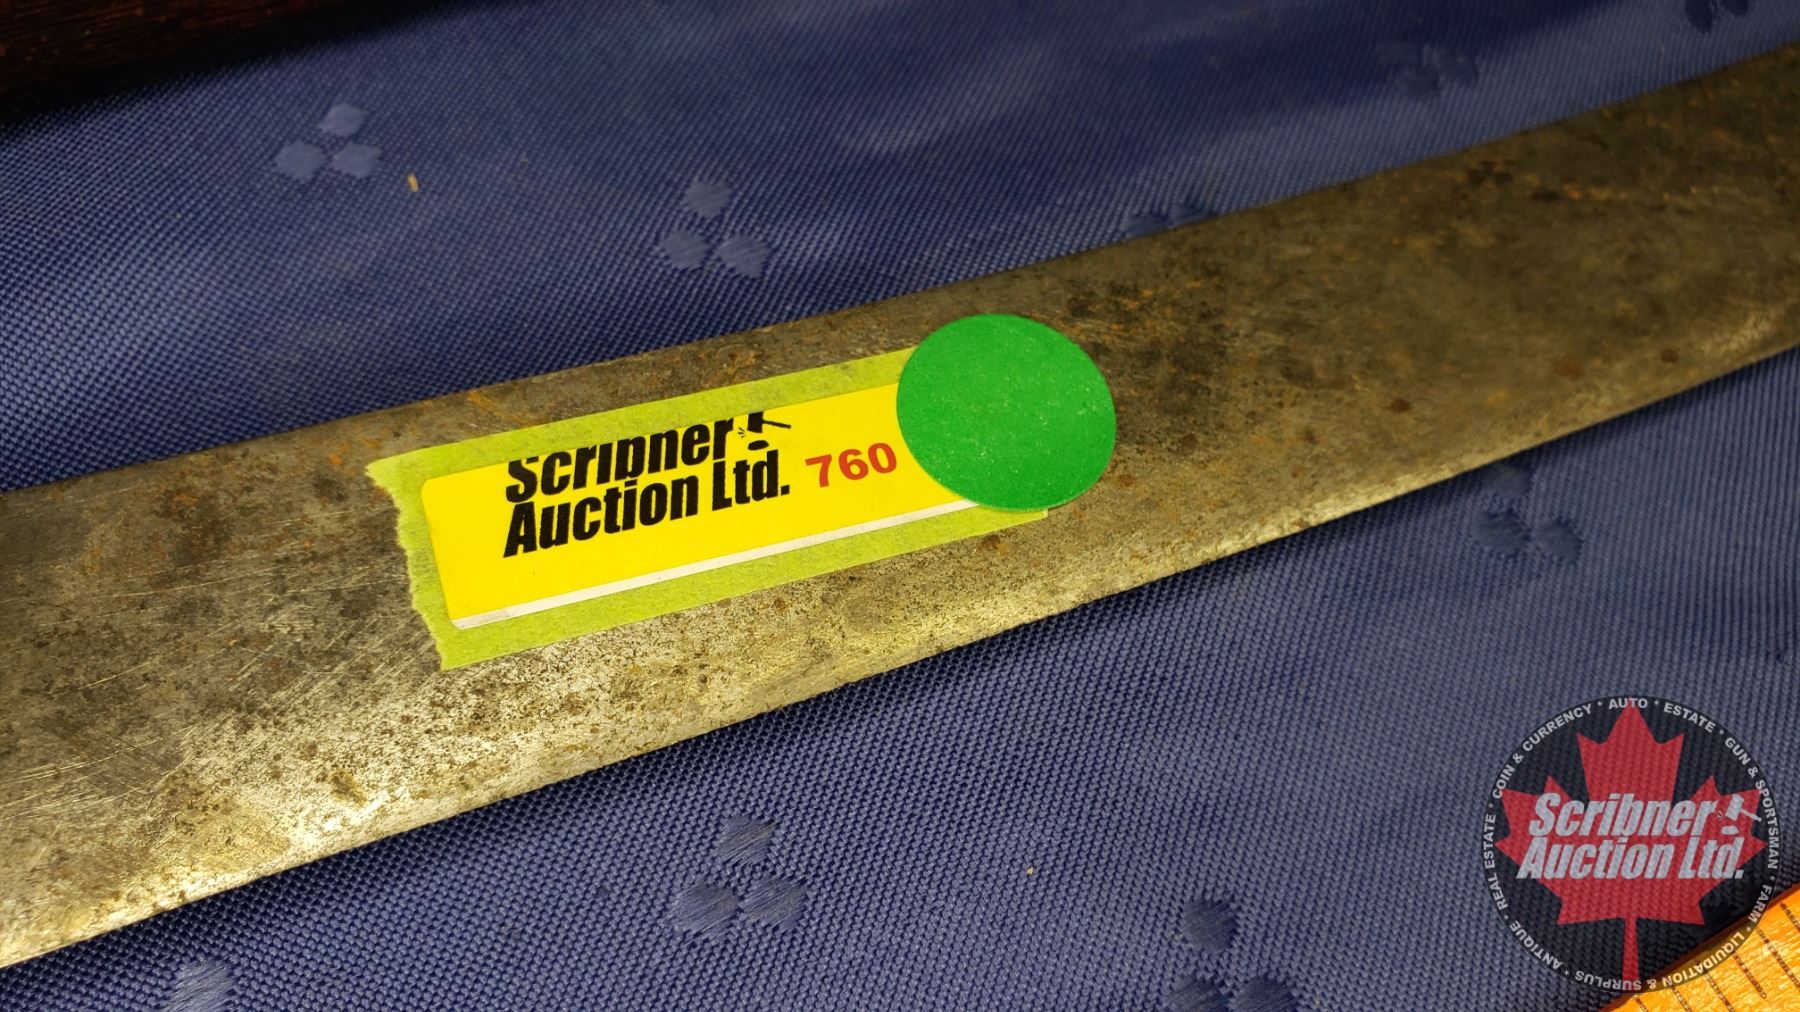 Scribner
Auction Ltd. 760
COIN & CURRENCY * AUTO * ESTATE * GUN & SPORTSMAN * FARM * LIQUIDATION & SURPLUS * ANTIQUE * REAL ESTATE *
Scribner
Auction Ltd.